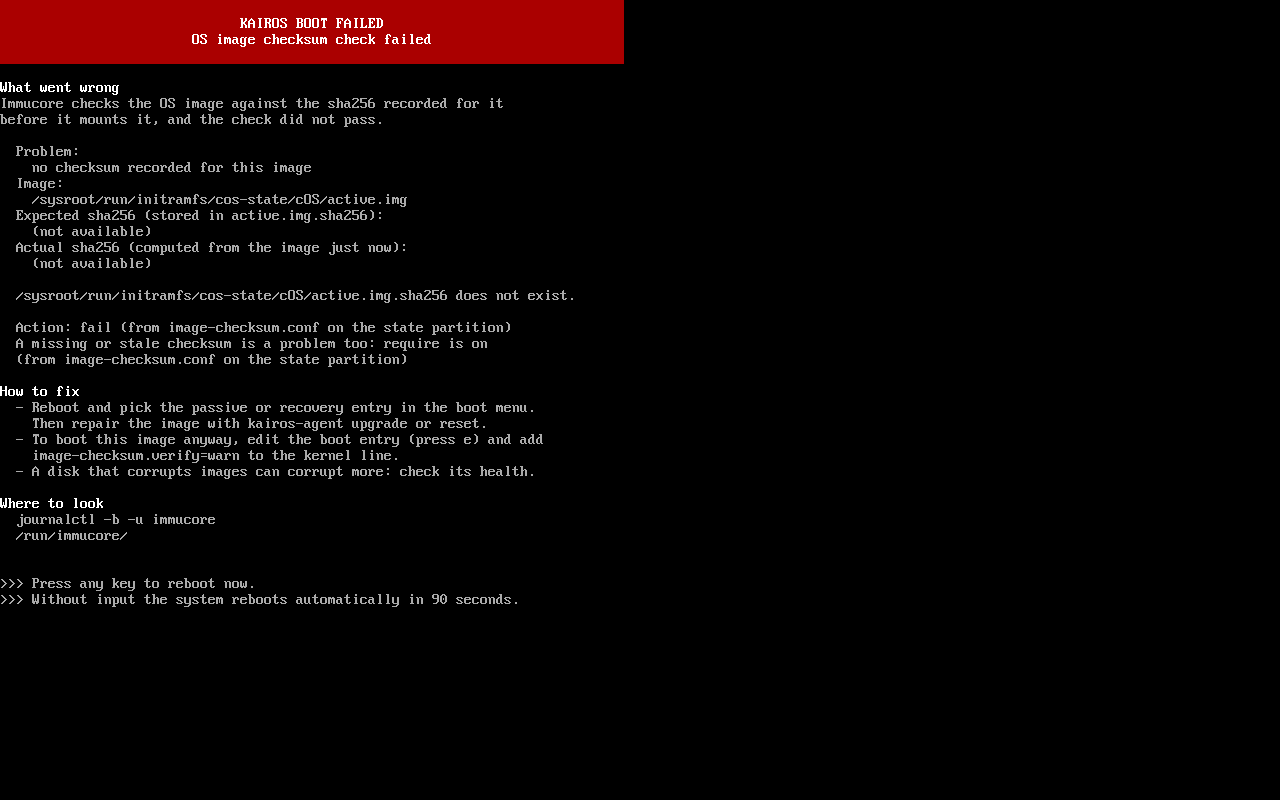 KAIROS BOOT FAILED
OS image checksum check failed
What went wrong
Immucore checks the OS image against the sha256 recorded for it
before it mounts it, and the check did not pass.
Problem:
no checksum recorded for this image
Image:
/sysroot/run/initramfs/cos-state/cOS/active.img
Expected sha256 (stored in active.img.sha256):
(not available)
Actual sha256 (computed from the image just now):
(not available)
/sysroot/run/initramfs/cos-state/cOS/active.img.sha256 does not exist.
Action: fail (from image-checksum.conf on the state partition)
A missing or stale checksum is a problem too: require is on
(from image-checksum.conf on the state partition)
How to fix
- Reboot and pick the passive or recovery entry in the boot menu.
Then repair the image with kairos-agent upgrade or reset.
- To boot this image anyway, edit the boot entry (press e) and add
image-checksum.verify=warn to the kernel line.
- A disk that corrupts images can corrupt more: check its health.
Where to look
journalctl -b -u immucore
/run/immucore/
>>> Press any key to reboot now.
>>> Without input the system reboots automatically in 90 seconds.